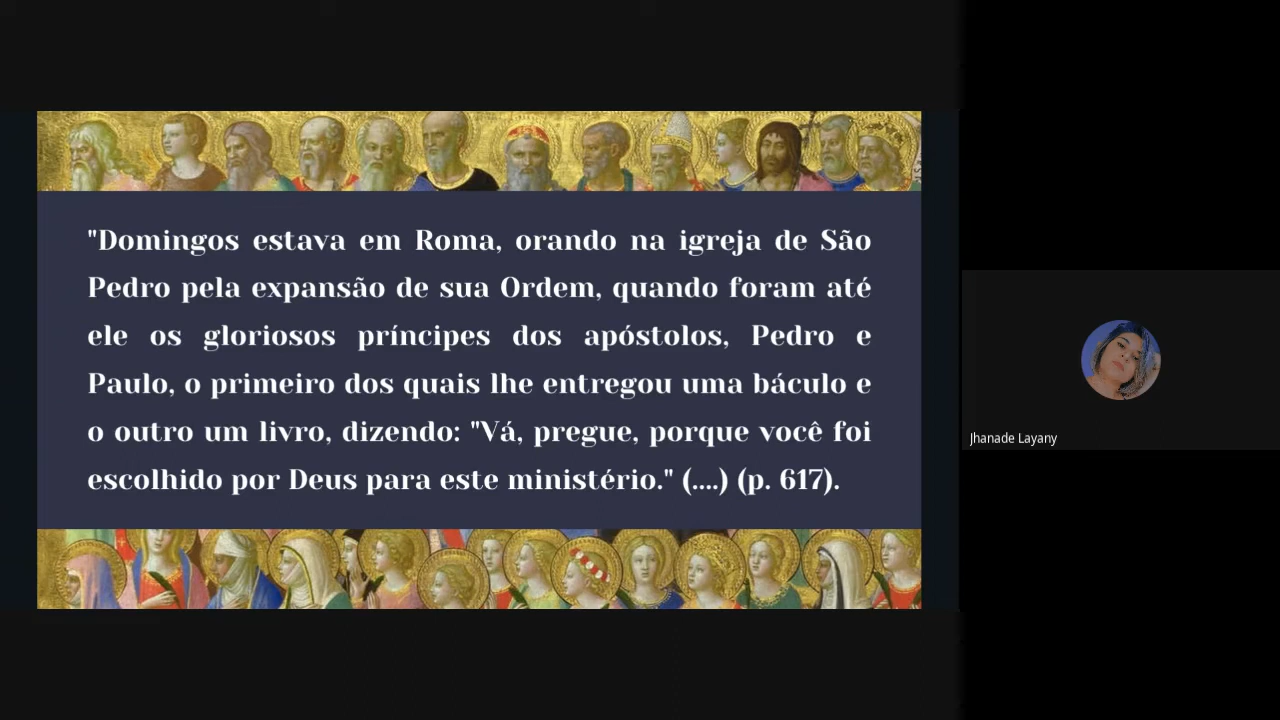 "Domingos estava em Roma, orando na igreja de São
Pedro pela expansão de sua Ordem, quando foram até
ele os gloriosos príncipes dos apóstolos, Pedro e
Paulo, o primeiro dos quais lhe entregou uma báculo e
o outro um livro, dizendo: "Vá, pregue, porque você foi
escolhido por Deus para este ministério." (....) (p. 617).
Jhanade Layany